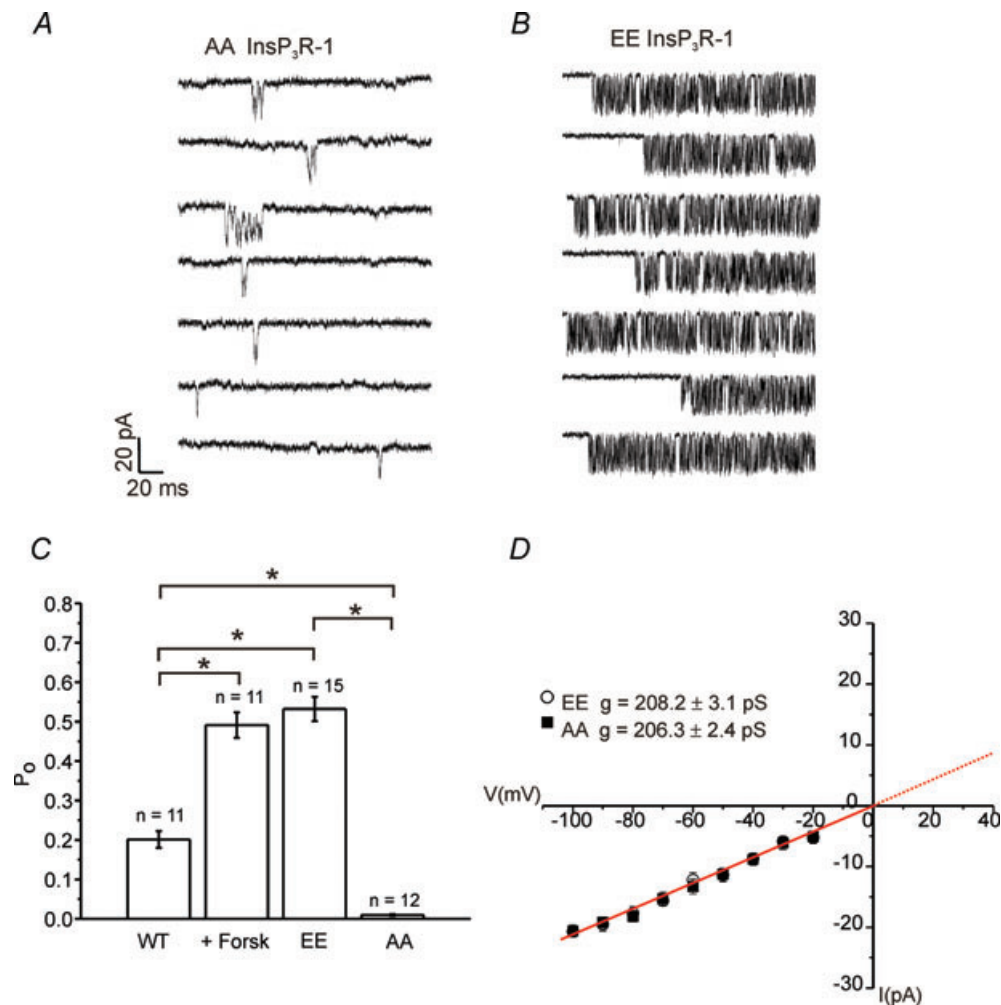 A
AA InsP₃R-1
B
EE InsP₃R-1
20 pA
20 ms
C
*
*
*
*
n = 11
n = 11
n = 15
n = 12
0.8
0.7
0.6
0.5
0.4
0.3
0.2
0.1
0.0
Pₒ
WT + Forsk EE AA
D
EE g = 208.2 ± 3.1 pS
AA g = 206.3 ± 2.4 pS
V(mV)
-100 -80 -60 -40 -20 0 20 40
30
20
10
0
-10
-20
-30
I(pA)